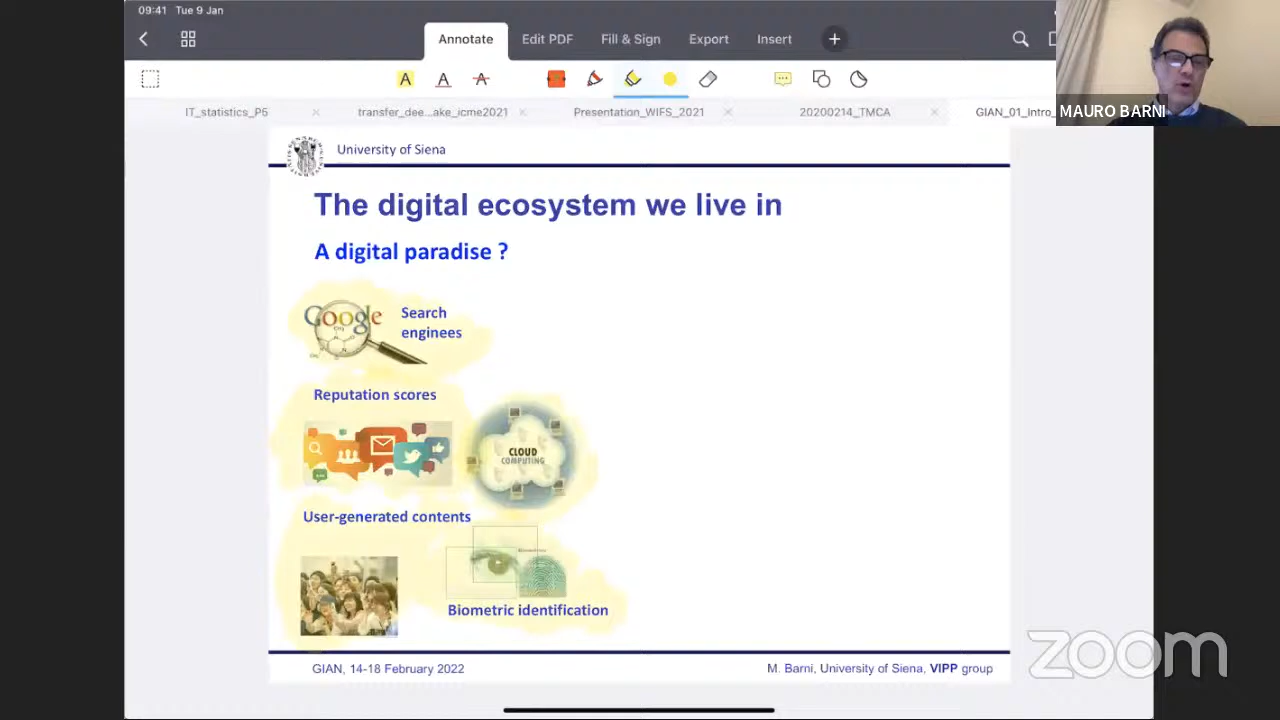 09:41 Tue 9 Jan
Annotate
Edit PDF
Fill & Sign
Export
Insert
A
A
A
IT_statistics_P5
transfer_dee...ake_icme2021
Presentation_WIFS_2021
20200214_TMCA
GIAN_01_Intro_
MAURO BARNI
University of Siena
The digital ecosystem we live in
A digital paradise ?
Google
Search
enginees
Reputation scores
CLOUD
COMPUTING
User-generated contents
Biometric identification
GIAN, 14-18 February 2022
M. Barni, University of Siena, VIPP group
zoom